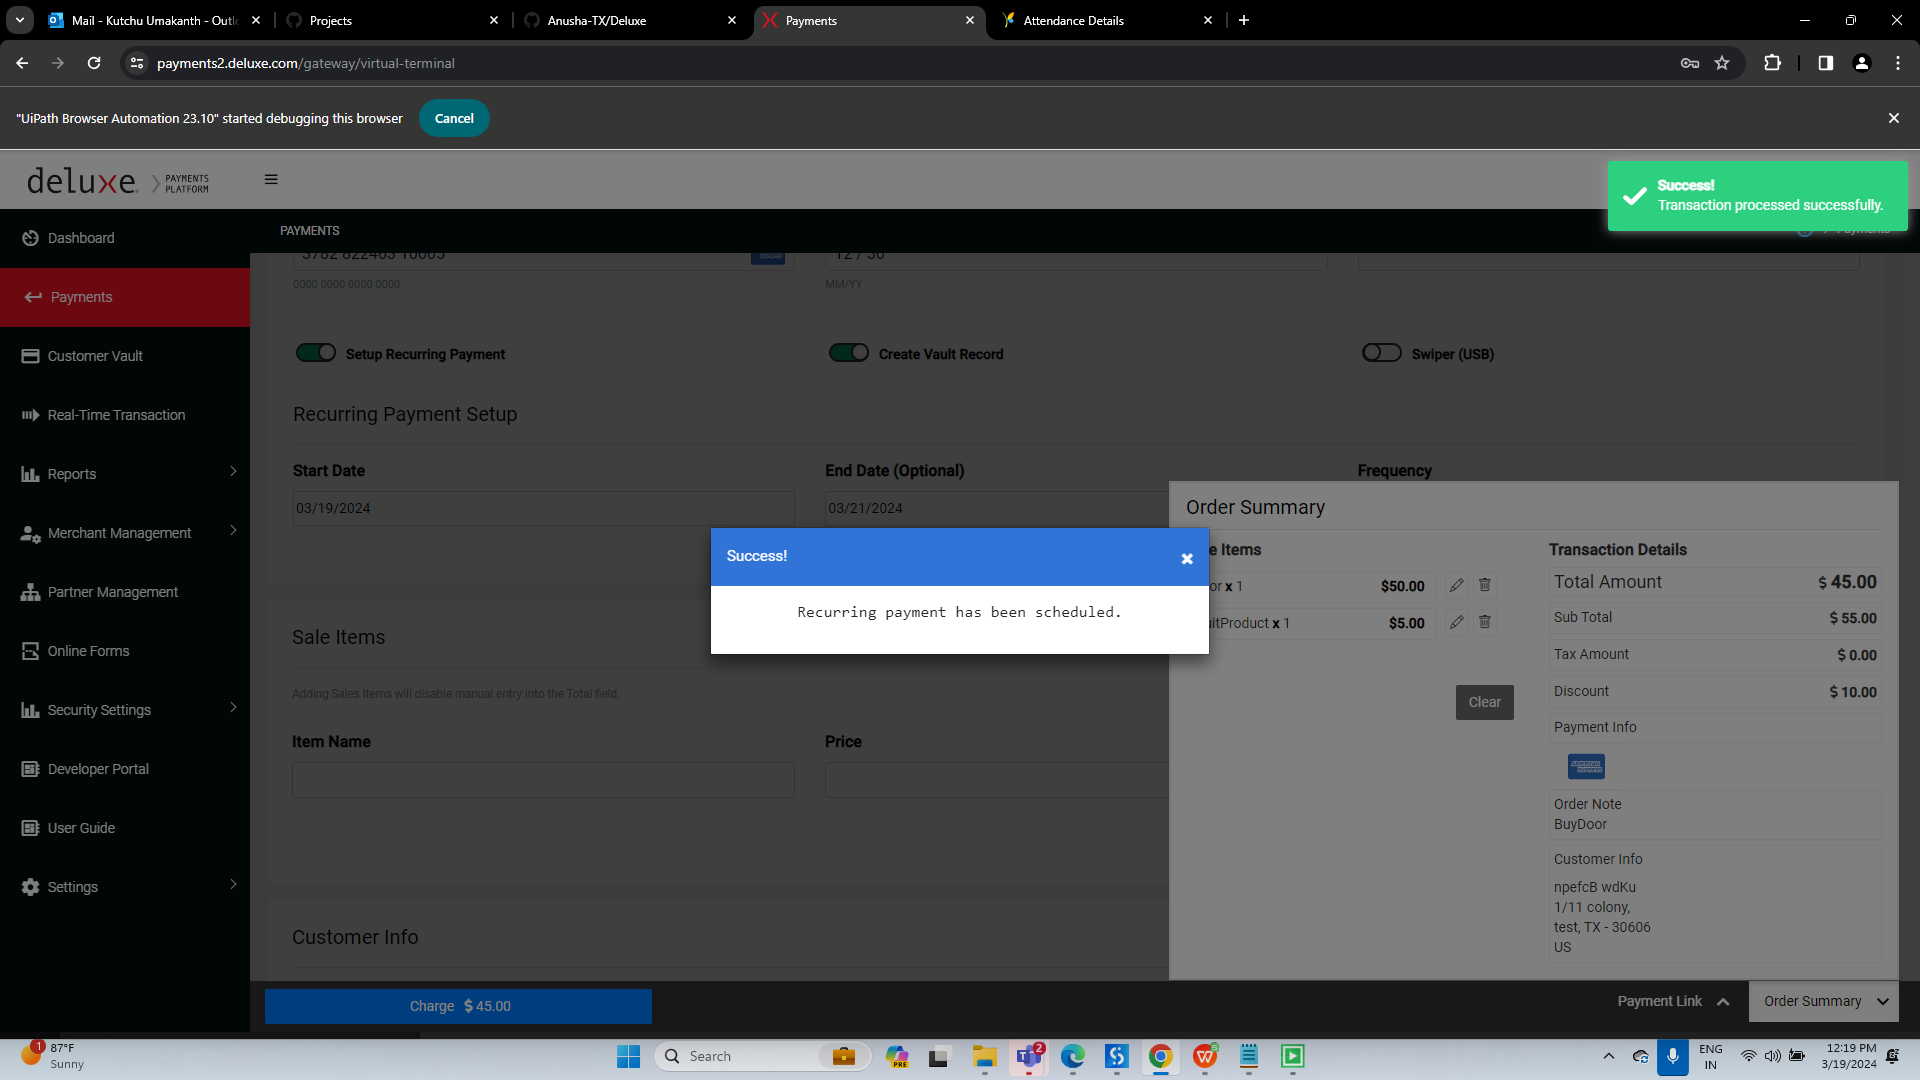 Mail - Kutchu Umakanth - Outl
Projects
Anusha-TX/Deluxe
Payments
Attendance Details
payments2.deluxe.com/gateway/virtual-terminal
"UiPath Browser Automation 23.10" started debugging this browser
Cancel
deluxe
PAYMENTS
PLATFORM
Success!
Transaction processed successfully.
PAYMENTS
Payments
Dashboard
Payments
Customer Vault
Real-Time Transaction
Reports
Merchant Management
Partner Management
Online Forms
Security Settings
Developer Portal
User Guide
Settings
3782 822463 10005
12 / 30
0000 0000 0000 0000
MM/YY
Setup Recurring Payment
Create Vault Record
Swiper (USB)
Recurring Payment Setup
Start Date
End Date (Optional)
Frequency
03/19/2024
03/21/2024
Success!
Recurring payment has been scheduled.
Sale Items
Adding Sales Items will disable manual entry into the Total field.
Item Name
Price
Customer Info
Order Summary
e Items
or x 1
$50.00
uitProduct x 1
$5.00
Clear
Transaction Details
Total Amount
$ 45.00
Sub Total
$ 55.00
Tax Amount
$ 0.00
Discount
$ 10.00
Payment Info
AMERICAN
EXPRESS
Order Note
BuyDoor
Customer Info
npefcB wdKu
1/11 colony,
test, TX - 30606
US
Charge $ 45.00
Payment Link
Order Summary
1
87°F
Sunny
Search
PRE
2
ENG
IN
12:19 PM
3/19/2024